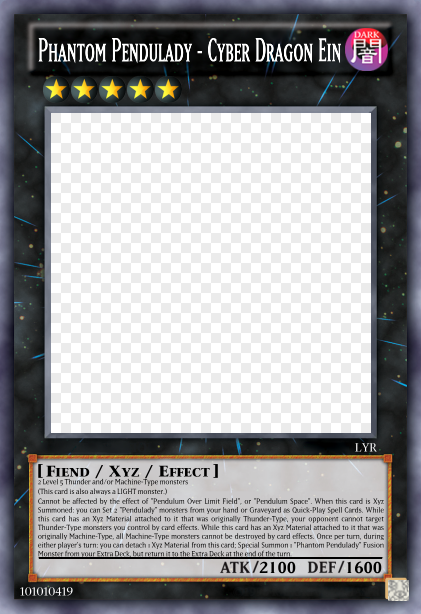 Phantom Pendulady - Cyber Dragon Ein
DARK
闇
LYR
[ Fiend / Xyz / Effect ]
2 Level 5 Thunder and/or Machine-Type monsters
(This card is also always a LIGHT monster.)
Cannot be affected by the effect of "Pendulum Over Limit Field", or "Pendulum Space". When this card is Xyz
Summoned: you can Set 2 "Pendulady" monsters from your hand or Graveyard as Quick-Play Spell Cards. While
this card has an Xyz Material attached to it that was originally Thunder-Type, your opponent cannot target
Thunder-Type monsters you control by card effects. While this card has an Xyz Material attached to it that was
originally Machine-Type, all Machine-Type monsters cannot be destroyed by card effects. Once per turn, during
either player's turn: you can detach 1 Xyz Material from this card; Special Summon 1 "Phantom Pendulady" Fusion
Monster from your Extra Deck, but return it to the Extra Deck at the end of the turn.
ATK/2100 DEF/1600
101010419